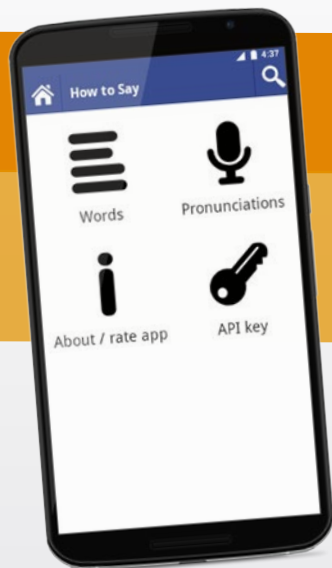 4:37
How to Say
Words
Pronunciations
About / rate app
API key